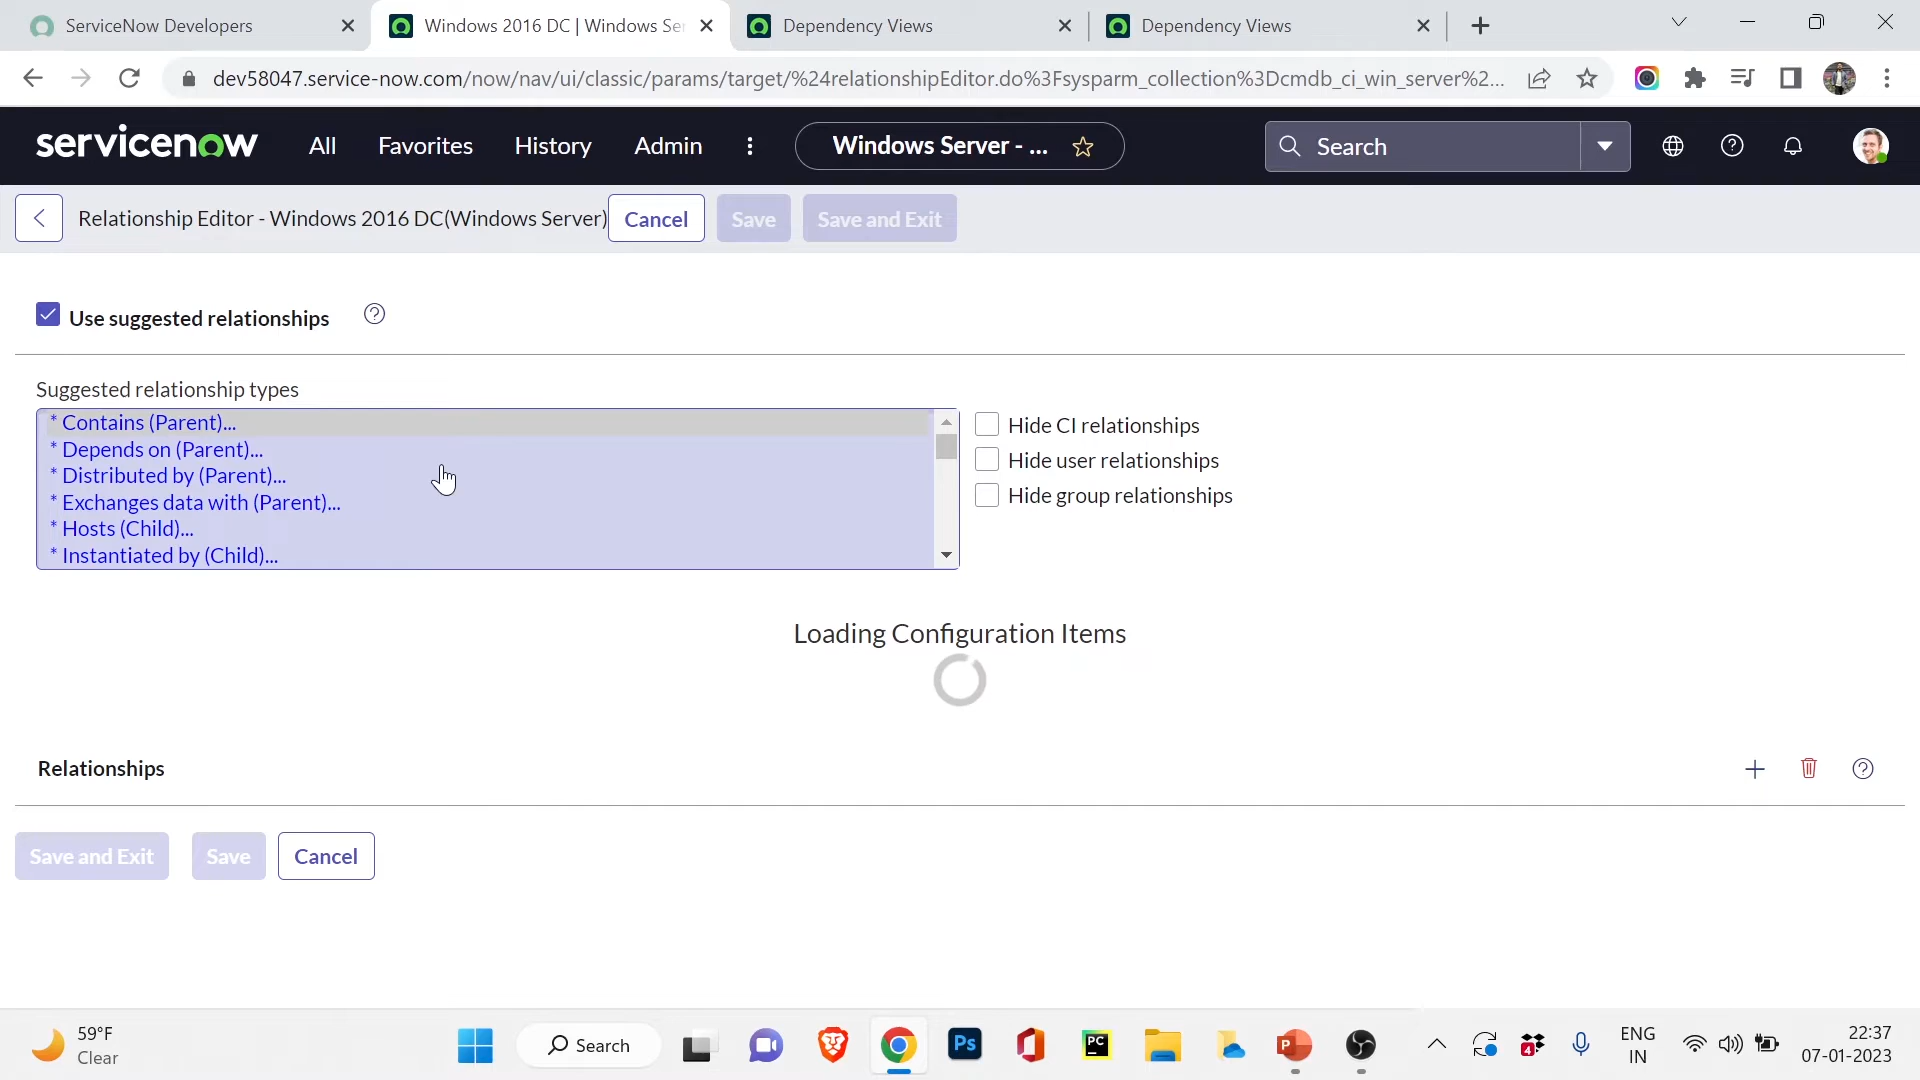 ServiceNow Developers
Windows 2016 DC | Windows Ser
Dependency Views
Dependency Views
dev58047.service-now.com/now/nav/ui/classic/params/target/%24relationshipEditor.do%3Fsysparm_collection%3Dcmdb_ci_win_server%2...
servicenow
All
Favorites
History
Admin
Windows Server - ...
Search
Relationship Editor - Windows 2016 DC(Windows Server)
Cancel
Save
Save and Exit
Use suggested relationships
Suggested relationship types
* Contains (Parent)...
* Depends on (Parent)...
* Distributed by (Parent)...
* Exchanges data with (Parent)...
* Hosts (Child)...
* Instantiated by (Child)...
Hide CI relationships
Hide user relationships
Hide group relationships
Loading Configuration Items
Relationships
Save and Exit
Save
Cancel
59°F
Clear
Search
Ps
PC
P
4
ENG
IN
22:37
07-01-2023